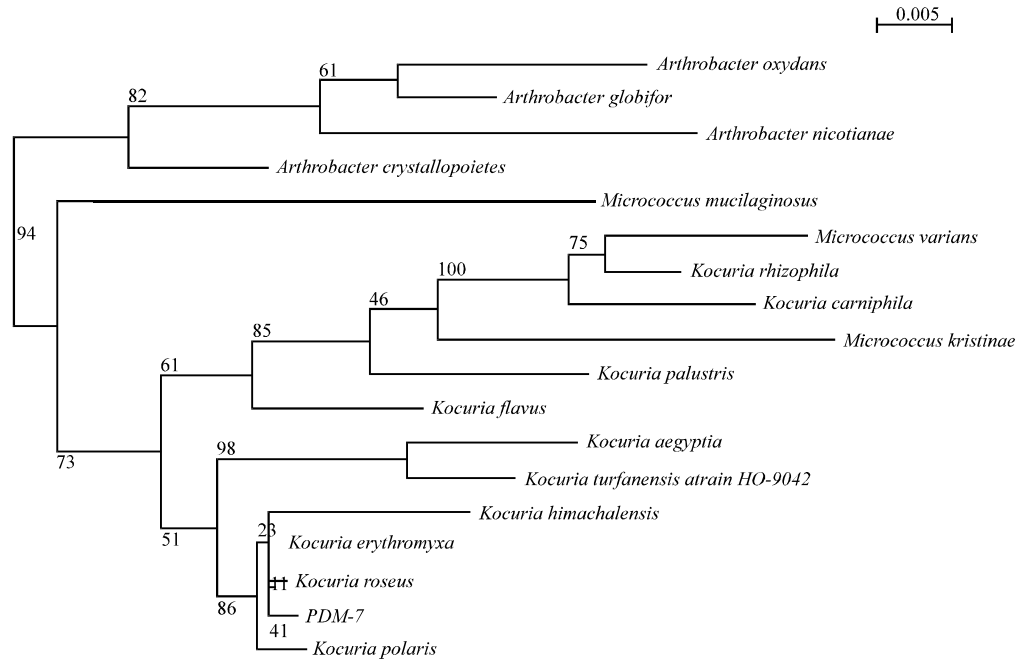 0.005
Arthrobacter oxydans
61
Arthrobacter globifor
82
Arthrobacter nicotianae
Arthrobacter crystallopoietes
Micrococcus mucilaginosus
94
Micrococcus varians
75
Kocuria rhizophila
100
Kocuria carniphila
46
85
Micrococcus kristinae
61
Kocuria palustris
Kocuria flavus
98
Kocuria aegyptia
73
Kocuria turfanensis atrain HO-9042
Kocuria himachalensis
23
51
Kocuria erythromyxa
11
Kocuria roseus
86
PDM-7
41
Kocuria polaris